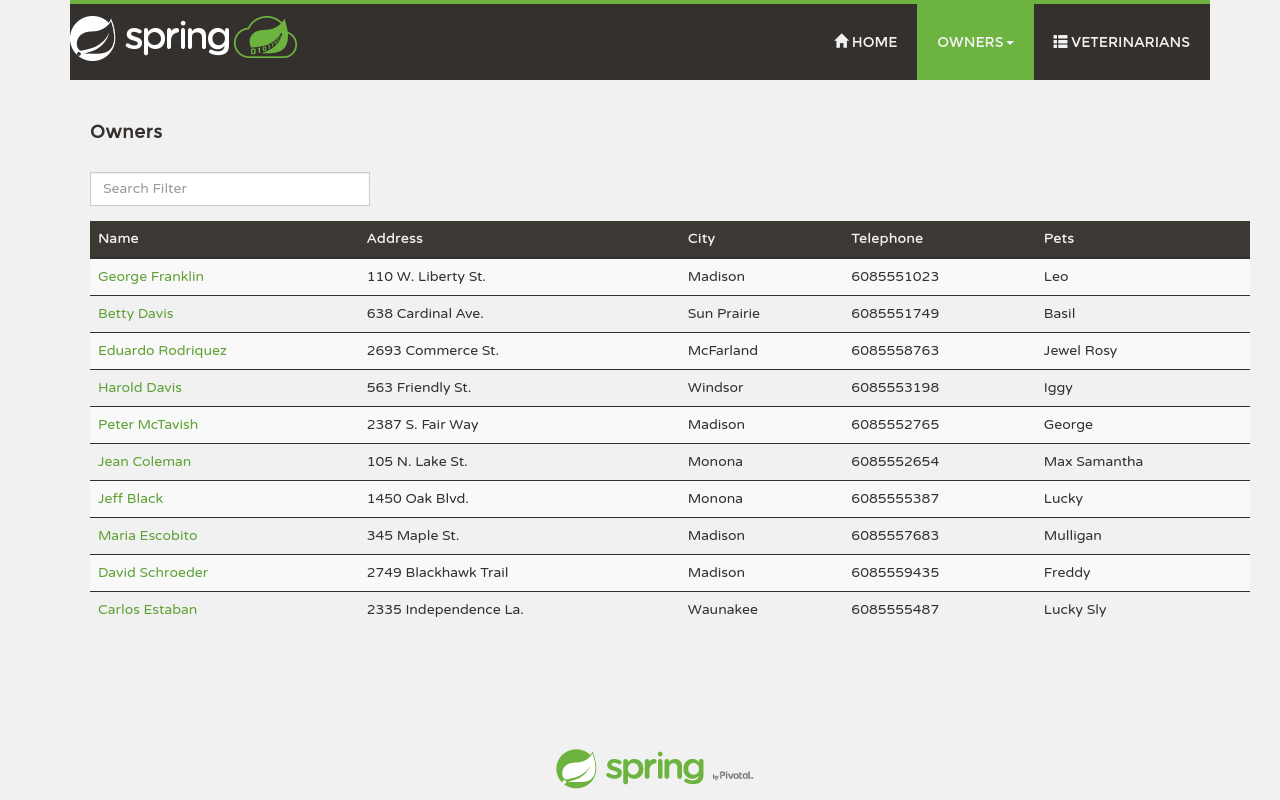 spring
HOME
OWNERS
VETERINARIANS
Owners
Search Filter
Name Address City Telephone Pets
George Franklin 110 W. Liberty St. Madison 6085551023 Leo
Betty Davis 638 Cardinal Ave. Sun Prairie 6085551749 Basil
Eduardo Rodriquez 2693 Commerce St. McFarland 6085558763 Jewel Rosy
Harold Davis 563 Friendly St. Windsor 6085553198 Iggy
Peter McTavish 2387 S. Fair Way Madison 6085552765 George
Jean Coleman 105 N. Lake St. Monona 6085552654 Max Samantha
Jeff Black 1450 Oak Blvd. Monona 6085555387 Lucky
Maria Escobito 345 Maple St. Madison 6085557683 Mulligan
David Schroeder 2749 Blackhawk Trail Madison 6085559435 Freddy
Carlos Estaban 2335 Independence La. Waunakee 6085555487 Lucky Sly
spring by Pivotal